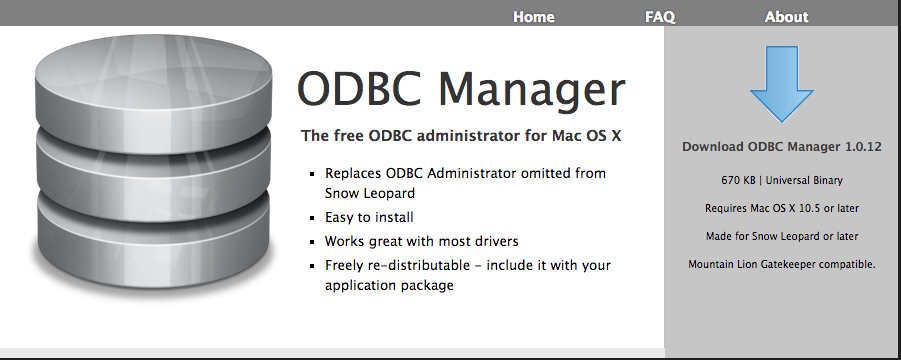 Home FAQ About
ODBC Manager
The free ODBC administrator for Mac OS X
Replaces ODBC Administrator omitted from
Snow Leopard
Easy to install
Works great with most drivers
Freely re-distributable – include it with your
application package
Download ODBC Manager 1.0.12
670 KB | Universal Binary
Requires Mac OS X 10.5 or later
Made for Snow Leopard or later
Mountain Lion Gatekeeper compatible.